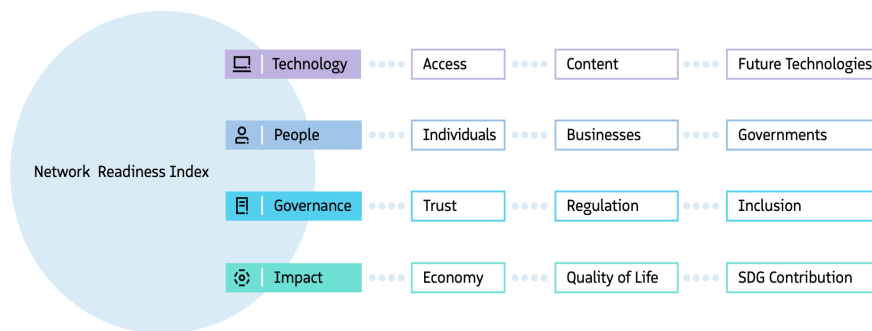 Network Readiness Index
Technology
Access
Content
Future Technologies
People
Individuals
Businesses
Governments
Governance
Trust
Regulation
Inclusion
Impact
Economy
Quality of Life
SDG Contribution